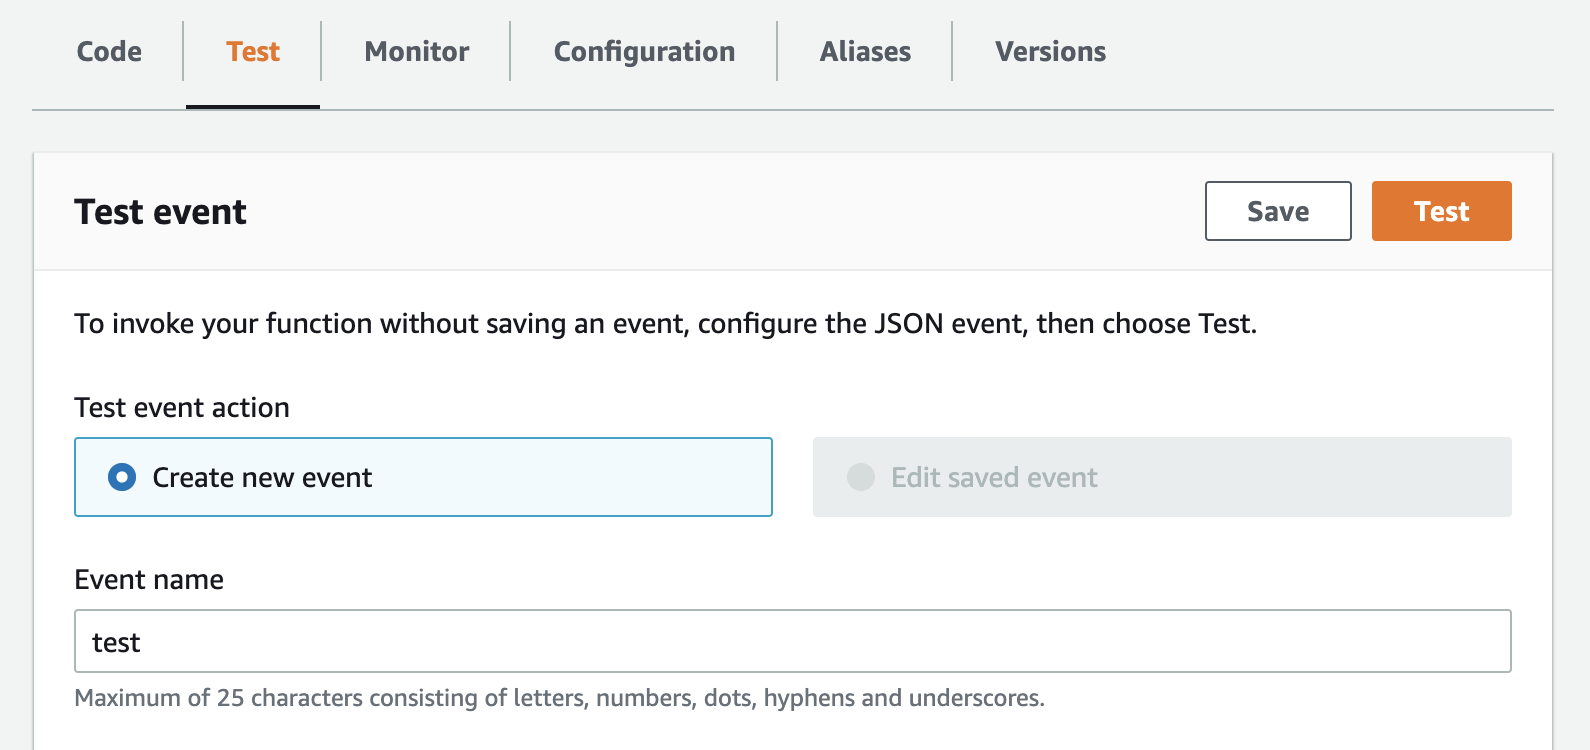 Code Test Monitor Configuration Aliases Versions
Test event Save Test
To invoke your function without saving an event, configure the JSON event, then choose Test.
Test event action
Create new event Edit saved event
Event name
test
Maximum of 25 characters consisting of letters, numbers, dots, hyphens and underscores.